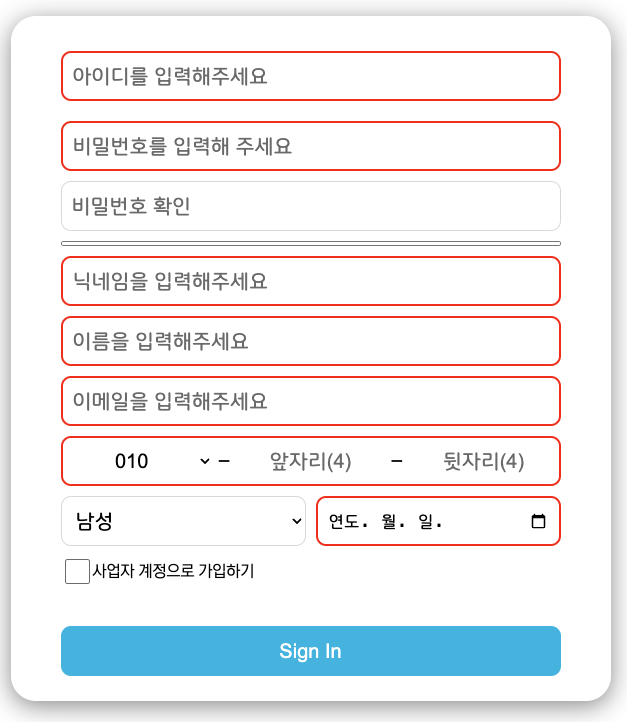 아이디를 입력해주세요
비밀번호를 입력해 주세요
비밀번호 확인
닉네임을 입력해주세요
이름을 입력해주세요
이메일을 입력해주세요
010 – 앞자리(4) – 뒷자리(4)
남성 연도. 월. 일.
사업자 계정으로 가입하기
Sign In